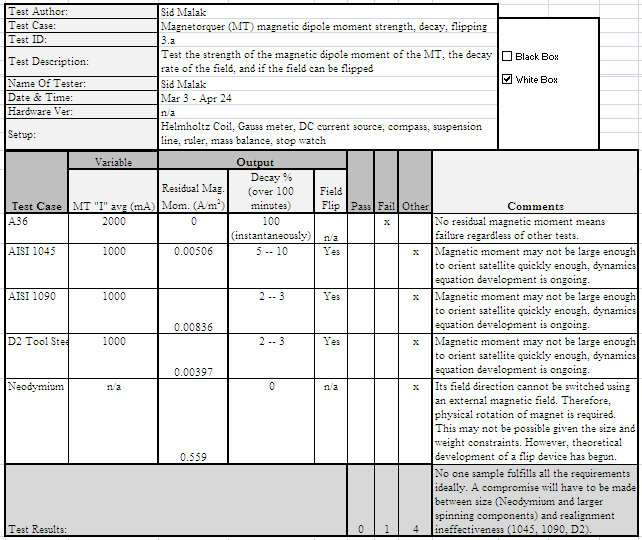 Test Author: Sid Malak
Test Case: Magnetorquer (MT) magnetic dipole moment strength, decay, flipping
Test ID: 3.a
Test Description: Test the strength of the magnetic dipole moment of the MT, the decay
rate of the field, and if the field can be flipped
Black Box
White Box
Name Of Tester: Sid Malak
Date & Time: Mar 3 - Apr 24
Hardware Ver: n/a
Setup: Helmholtz Coil, Gauss meter, DC current source, compass, suspension
line, ruler, mass balance, stop watch
Variable Output
Test Case MT "I" avg (mA) Residual Mag. Mom. (A/m²) Decay % (over 100 minutes) Field Flip Pass Fail Other Comments
A36 2000 0 100 (instantaneously) n/a x No residual magnetic moment means
failure regardless of other tests.
AISI 1045 1000 0.00506 5 -- 10 Yes x Magnetic moment may not be large enough
to orient satellite quickly enough, dynamics
equation development is ongoing.
AISI 1090 1000 0.00836 2 -- 3 Yes x Magnetic moment may not be large enough
to orient satellite quickly enough, dynamics
equation development is ongoing.
D2 Tool Stee 1000 0.00397 2 -- 3 Yes x Magnetic moment may not be large enough
to orient satellite quickly enough, dynamics
equation development is ongoing.
Neodymium n/a 0.559 0 n/a x Its field direction cannot be switched using
an external magnetic field. Therefore,
physical rotation of magnet is required.
This may not be possible given the size and
weight constraints. However, theoretical
development of a flip device has begun.
Test Results: 0 1 4 No one sample fulfills all the requirements
ideally. A compromise will have to be made
between size (Neodymium and larger
spinning components) and realignment
ineffectiveness (1045, 1090, D2).